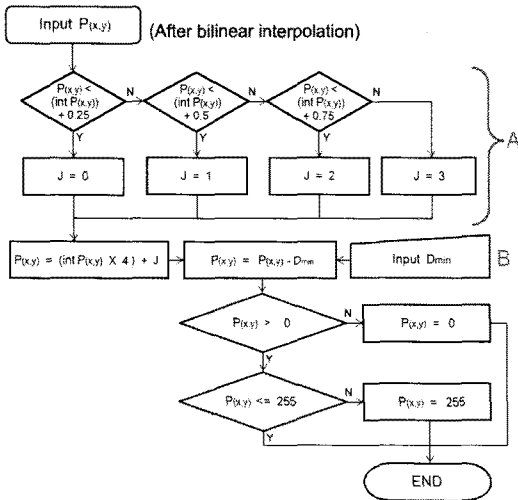 Input P(x,y)
(After bilinear interpolation)
P(x,y) <
(int P(x,y))
+ 0.25
N
P(x,y) <
(int P(x,y))
+ 0.5
N
P(x,y) <
(int P(x,y))
+ 0.75
N
Y
Y
Y
A
J = 0
J = 1
J = 2
J = 3
P(x,y) = (int P(x,y) X 4) + J
P(x,y) = P(x,y) - Dmin
Input Dmin
B
P(x,y) > 0
N
P(x,y) = 0
Y
P(x,y) <= 255
N
P(x,y) = 255
Y
END